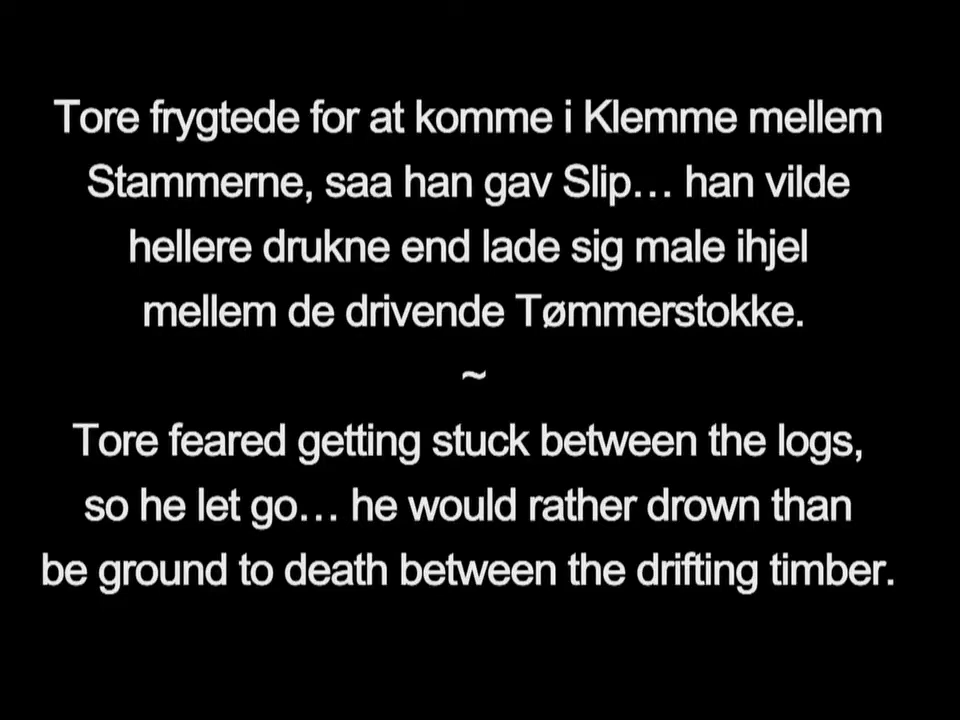 Tore frygtede for at komme i Klemme mellem
Stammerne, saa han gav Slip... han vilde
hellere drukne end lade sig male ihjel
mellem de drivende Tømmerstokke.
~
Tore feared getting stuck between the logs,
so he let go... he would rather drown than
be ground to death between the drifting timber.